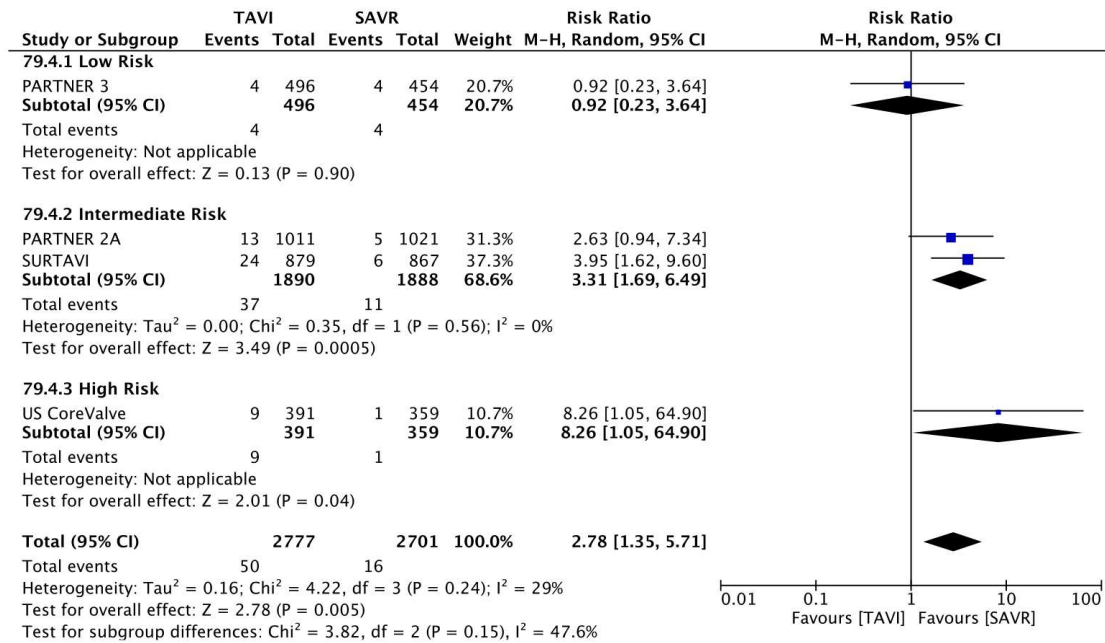 TAVI SAVR Risk Ratio Risk Ratio
Study or Subgroup Events Total Events Total Weight M-H, Random, 95% CI M-H, Random, 95% CI
79.4.1 Low Risk
PARTNER 3 4 496 4 454 20.7% 0.92 [0.23, 3.64]
Subtotal (95% CI) 496 454 20.7% 0.92 [0.23, 3.64]
Total events 4 4
Heterogeneity: Not applicable
Test for overall effect: Z = 0.13 (P = 0.90)
79.4.2 Intermediate Risk
PARTNER 2A 13 1011 5 1021 31.3% 2.63 [0.94, 7.34]
SURTAVI 24 879 6 867 37.3% 3.95 [1.62, 9.60]
Subtotal (95% CI) 1890 1888 68.6% 3.31 [1.69, 6.49]
Total events 37 11
Heterogeneity: Tau² = 0.00; Chi² = 0.35, df = 1 (P = 0.56); I² = 0%
Test for overall effect: Z = 3.49 (P = 0.0005)
79.4.3 High Risk
US CoreValve 9 391 1 359 10.7% 8.26 [1.05, 64.90]
Subtotal (95% CI) 391 359 10.7% 8.26 [1.05, 64.90]
Total events 9 1
Heterogeneity: Not applicable
Test for overall effect: Z = 2.01 (P = 0.04)
Total (95% CI) 2777 2701 100.0% 2.78 [1.35, 5.71]
Total events 50 16
Heterogeneity: Tau² = 0.16; Chi² = 4.22, df = 3 (P = 0.24); I² = 29%
Test for overall effect: Z = 2.78 (P = 0.005)
Test for subgroup differences: Chi² = 3.82, df = 2 (P = 0.15), I² = 47.6%
0.01 0.1 1 10 100
Favours [TAVI] Favours [SAVR]